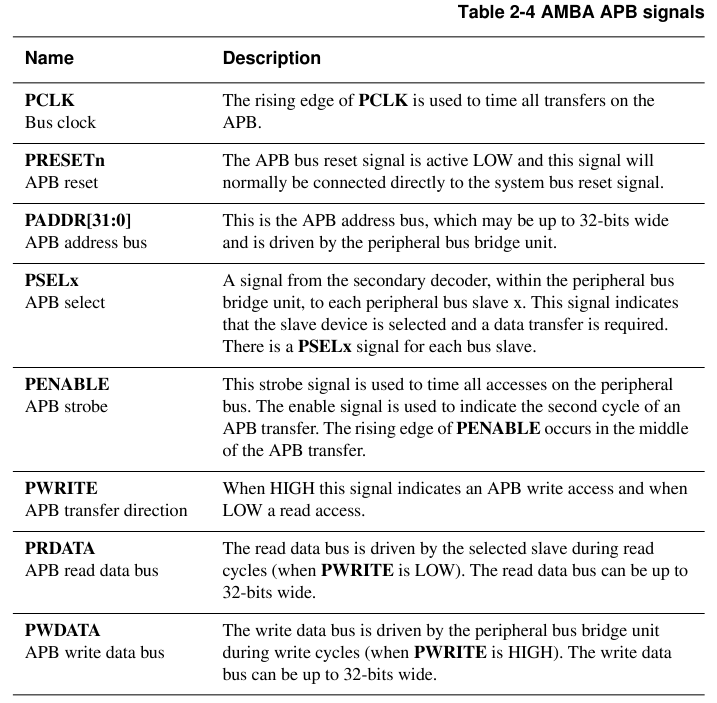 Table 2-4 AMBA APB signals
Name Description
PCLK The rising edge of PCLK is used to time all transfers on the
Bus clock APB.
PRESETn The APB bus reset signal is active LOW and this signal will
APB reset normally be connected directly to the system bus reset signal.
PADDR[31:0] This is the APB address bus, which may be up to 32-bits wide
APB address bus and is driven by the peripheral bus bridge unit.
PSELx A signal from the secondary decoder, within the peripheral bus
APB select bridge unit, to each peripheral bus slave x. This signal indicates
that the slave device is selected and a data transfer is required.
There is a PSELx signal for each bus slave.
PENABLE This strobe signal is used to time all accesses on the peripheral
APB strobe bus. The enable signal is used to indicate the second cycle of an
APB transfer. The rising edge of PENABLE occurs in the middle
of the APB transfer.
PWRITE When HIGH this signal indicates an APB write access and when
APB transfer direction LOW a read access.
PRDATA The read data bus is driven by the selected slave during read
APB read data bus cycles (when PWRITE is LOW). The read data bus can be up to
32-bits wide.
PWDATA The write data bus is driven by the peripheral bus bridge unit
APB write data bus during write cycles (when PWRITE is HIGH). The write data
bus can be up to 32-bits wide.